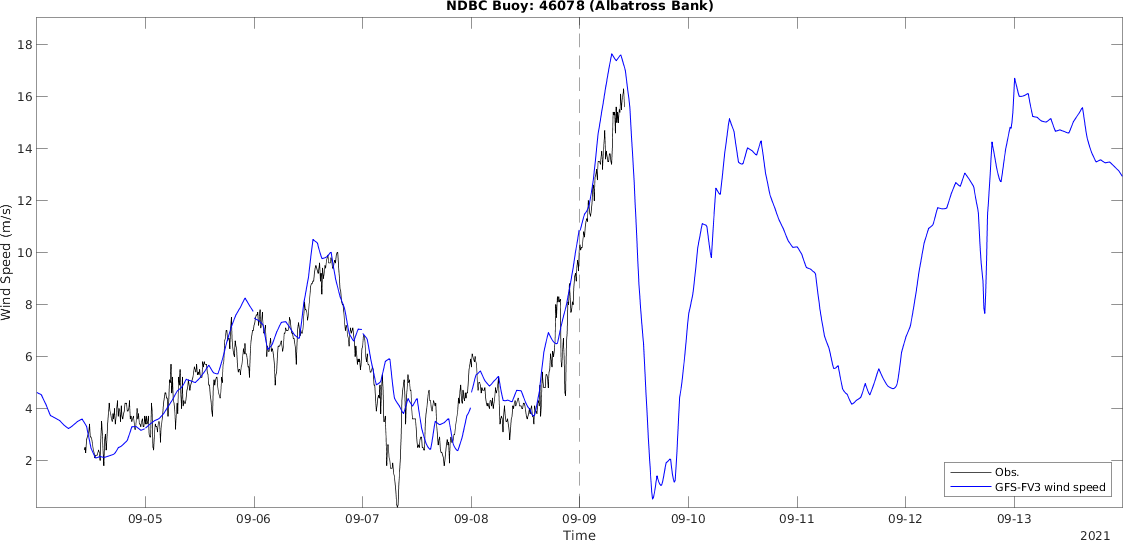 NDBC Buoy: 46078 (Albatross Bank)
18
16
14
12
10
8
6
4
2
Wind Speed (m/s)
Obs.
GFS-FV3 wind speed
09-05 09-06 09-07 09-08 09-09 09-10 09-11 09-12 09-13
Time
2021